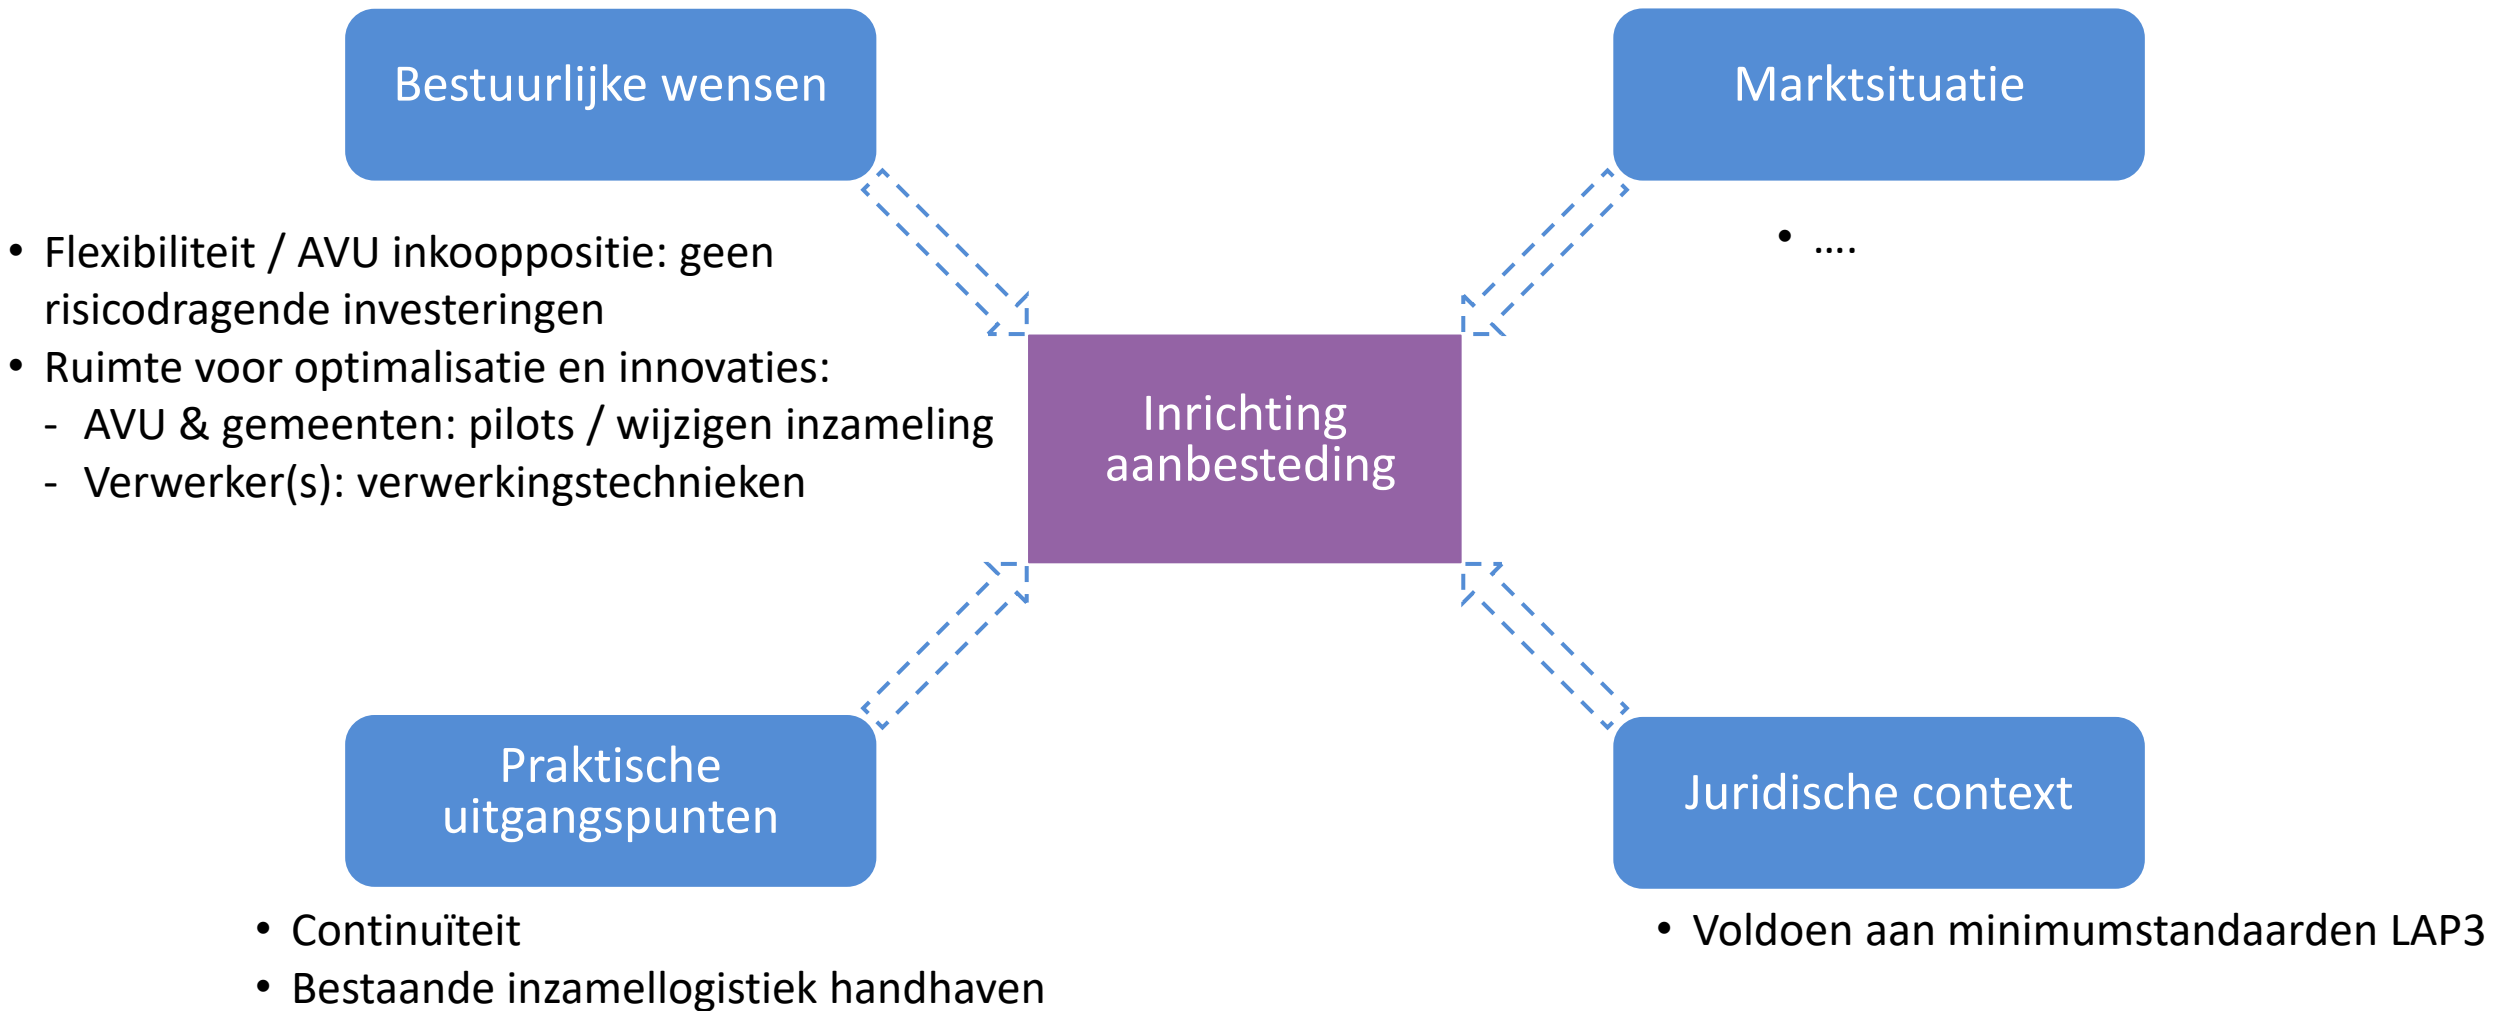 Bestuurlijke wensen
Marktsituatie
• Flexibiliteit / AVU inkooppositie: geen
risicodragende investeringen
• Ruimte voor optimalisatie en innovaties:
- AVU & gemeenten: pilots / wijzigen inzameling
- Verwerker(s): verwerkingstechnieken
• ....
Inrichting
aanbesteding
Praktische
uitgangspunten
Juridische context
• Continuïteit
• Bestaande inzamellogistiek handhaven
• Voldoen aan minimumstandaarden LAP3